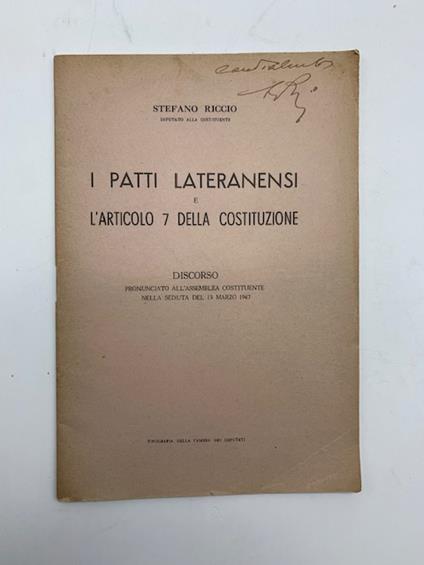 cordialmente
STEFANO RICCIO
DEPUTATO ALLA COSTITUENTE
I PATTI LATERANENSI
E
L'ARTICOLO 7 DELLA COSTITUZIONE
DISCORSO
PRONUNCIATO ALL'ASSEMBLEA COSTITUENTE
NELLA SEDUTA DEL 13 MARZO 1947
TIPOGRAFIA DELLA CAMERA DEI DEPUTATI